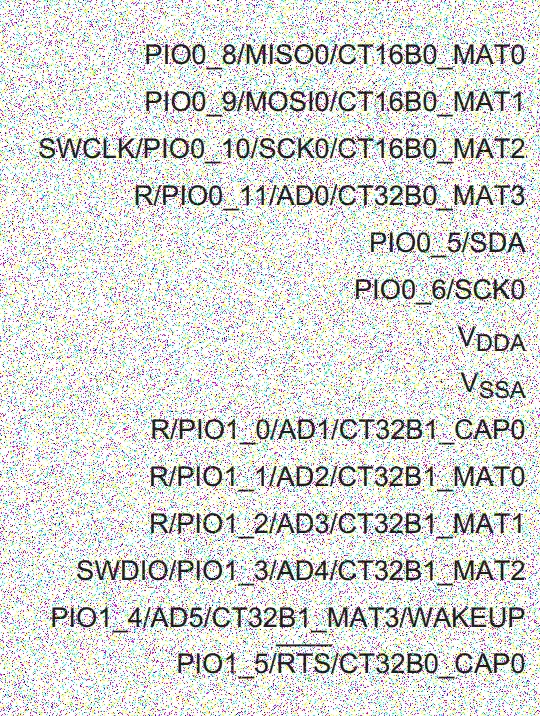 PIO0_8/MISO0/CT16B0_MAT0
PIO0_9/MOSI0/CT16B0_MAT1
SWCLK/PIO0_10/SCK0/CT16B0_MAT2
R/PIO0_11/AD0/CT32B0_MAT3
PIO0_5/SDA
PIO0_6/SCK0
VDDA
VSSA
R/PIO1_0/AD1/CT32B1_CAP0
R/PIO1_1/AD2/CT32B1_MAT0
R/PIO1_2/AD3/CT32B1_MAT1
SWDIO/PIO1_3/AD4/CT32B1_MAT2
PIO1_4/AD5/CT32B1_MAT3/WAKEUP
PIO1_5/R̅T̅S̅/CT32B0_CAP0